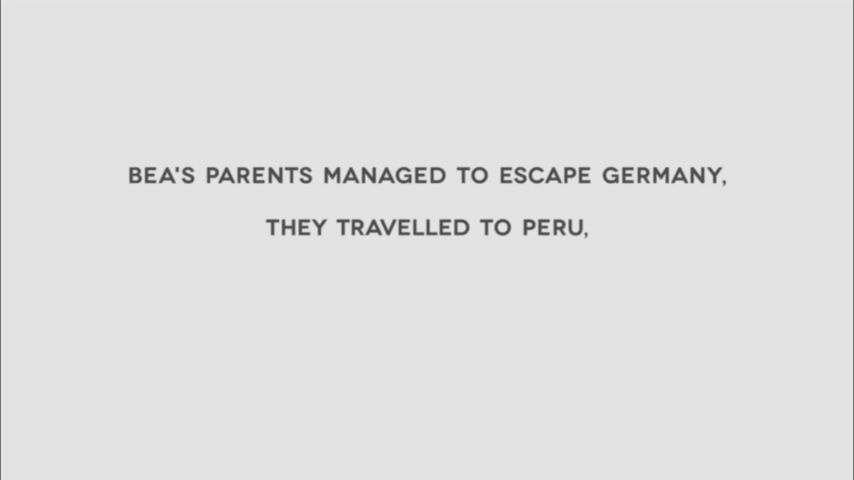 BEA'S PARENTS MANAGED TO ESCAPE GERMANY,
THEY TRAVELLED TO PERU,